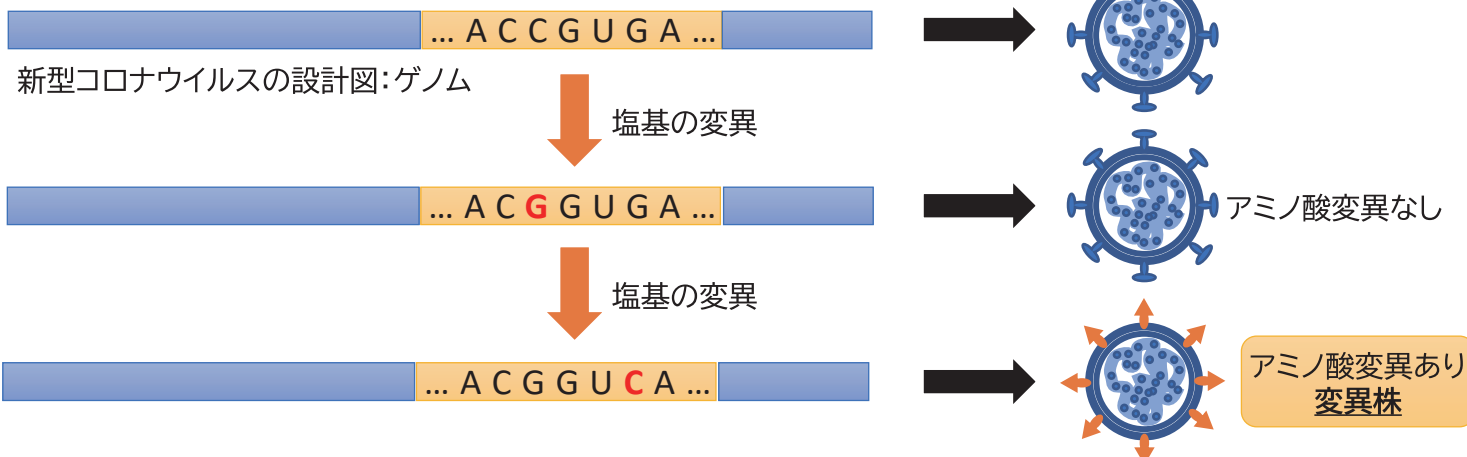 ... A C C G U G A ...
新型コロナウイルスの設計図：ゲノム
塩基の変異
... A C G G U G A ...
アミノ酸変異なし
塩基の変異
... A C G G U C A ...
アミノ酸変異あり
変異株